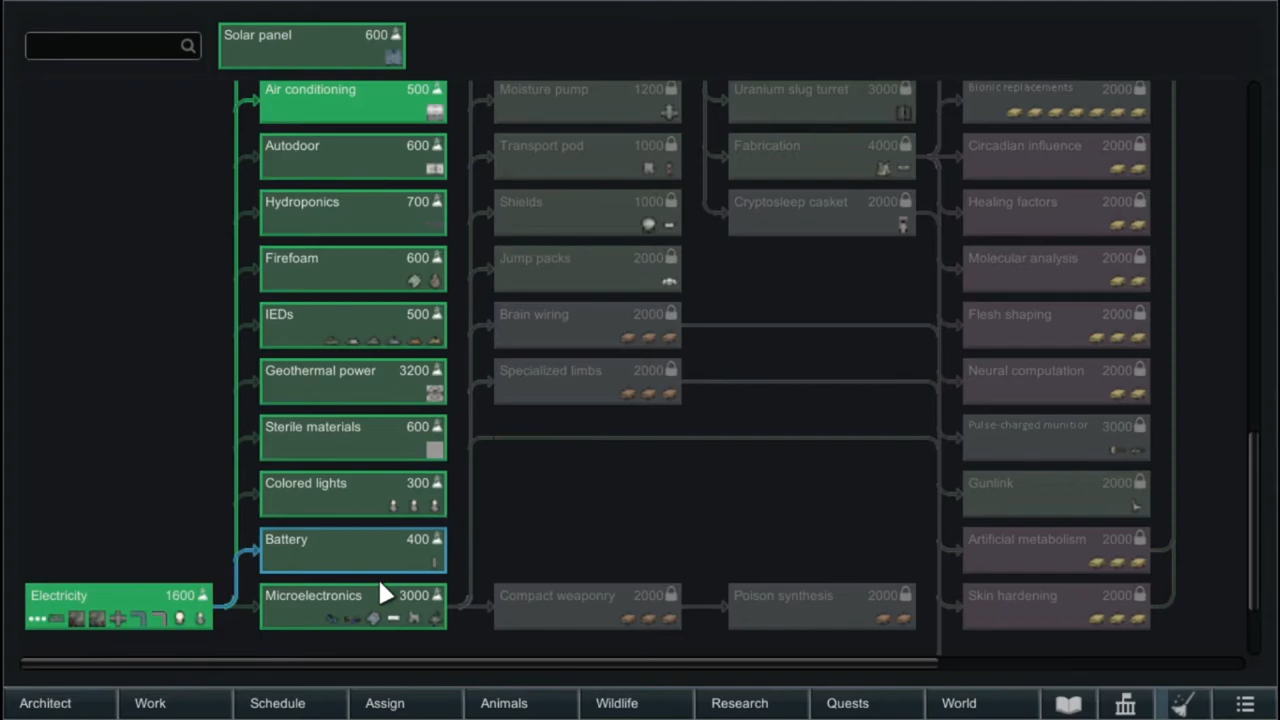 Solar panel 600
Air conditioning 500
Moisture pump 1200
Uranium slug turret 3000
Bionic replacements 2000
Autodoor 600
Transport pod 1000
Fabrication 4000
Circadian influence 2000
Hydroponics 700
Shields 1000
Cryptosleep casket 2000
Healing factors 2000
Firefoam 600
Jump packs 2000
Molecular analysis 2000
IEDs 500
Brain wiring 2000
Flesh shaping 2000
Geothermal power 3200
Specialized limbs 2000
Neural computation 2000
Sterile materials 600
Pulse-charged munition 3000
Colored lights 300
Gunlink 2000
Battery 400
Artificial metabolism 2000
Electricity 1600
Microelectronics 3000
Compact weaponry 2000
Poison synthesis 2000
Skin hardening 2000
Architect Work Schedule Assign Animals Wildlife Research Quests World